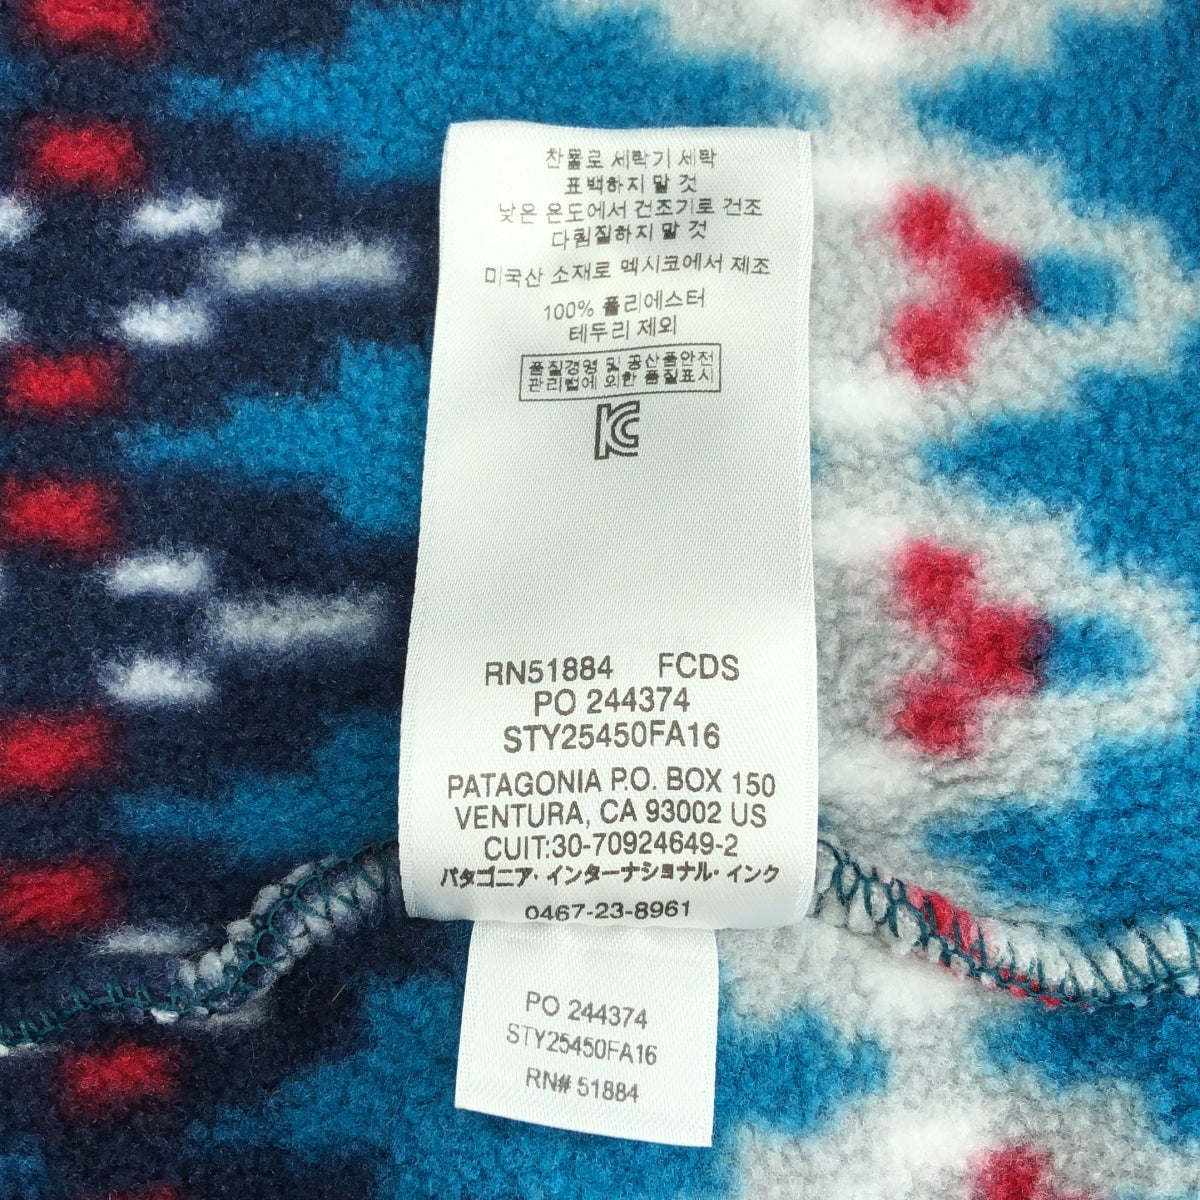 찬물로 세탁기 세탁
표백하지 말 것
낮은 온도에서 건조기로 건조
다림질하지 말 것
미국산 소재로 멕시코에서 제조
100% 폴리에스터
테두리 제외
품질경영 및 공산품안전
관리법에 의한 품질표시
KC
RN51884 FCDS
PO 244374
STY25450FA16
PATAGONIA P.O. BOX 150
VENTURA, CA 93002 US
CUIT:30-70924649-2
パタゴニア・インターナショナル・インク
0467-23-8961
PO 244374
STY25450FA16
RN# 51884